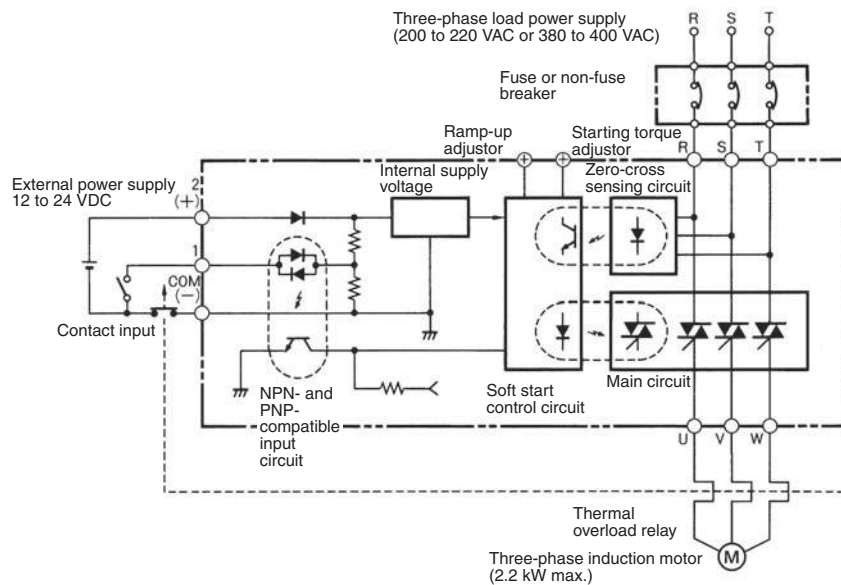 Three-phase load power supply
(200 to 220 VAC or 380 to 400 VAC)
R S T
Fuse or non-fuse
breaker
Ramp-up
adjustor
Starting torque
adjustor
R S T
External power supply
12 to 24 VDC
2
(+)
Internal supply
voltage
Zero-cross
sensing circuit
1
COM
(−)
Contact input
NPN- and
PNP-
compatible
input
circuit
Soft start
control circuit
Main circuit
U V W
Thermal
overload relay
M
Three-phase induction motor
(2.2 kW max.)